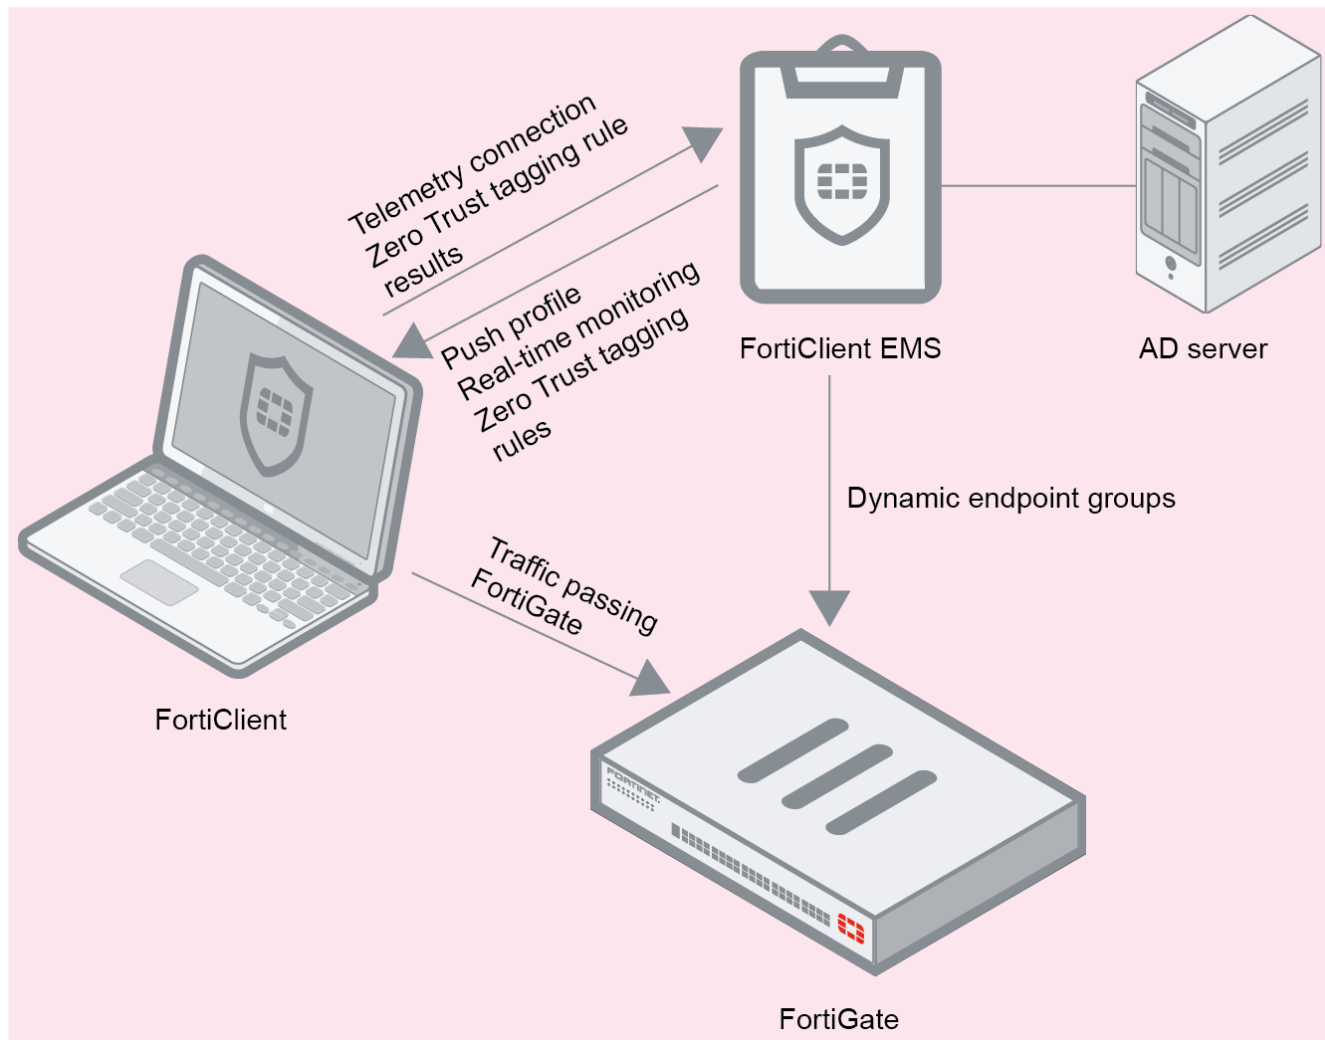 Telemetry connection
Zero Trust tagging rule
results
Push profile
Real-time monitoring
Zero Trust tagging
rules
FortiClient EMS
AD server
Dynamic endpoint groups
Traffic passing
FortiGate
FortiClient
FORTINET
FortiGate